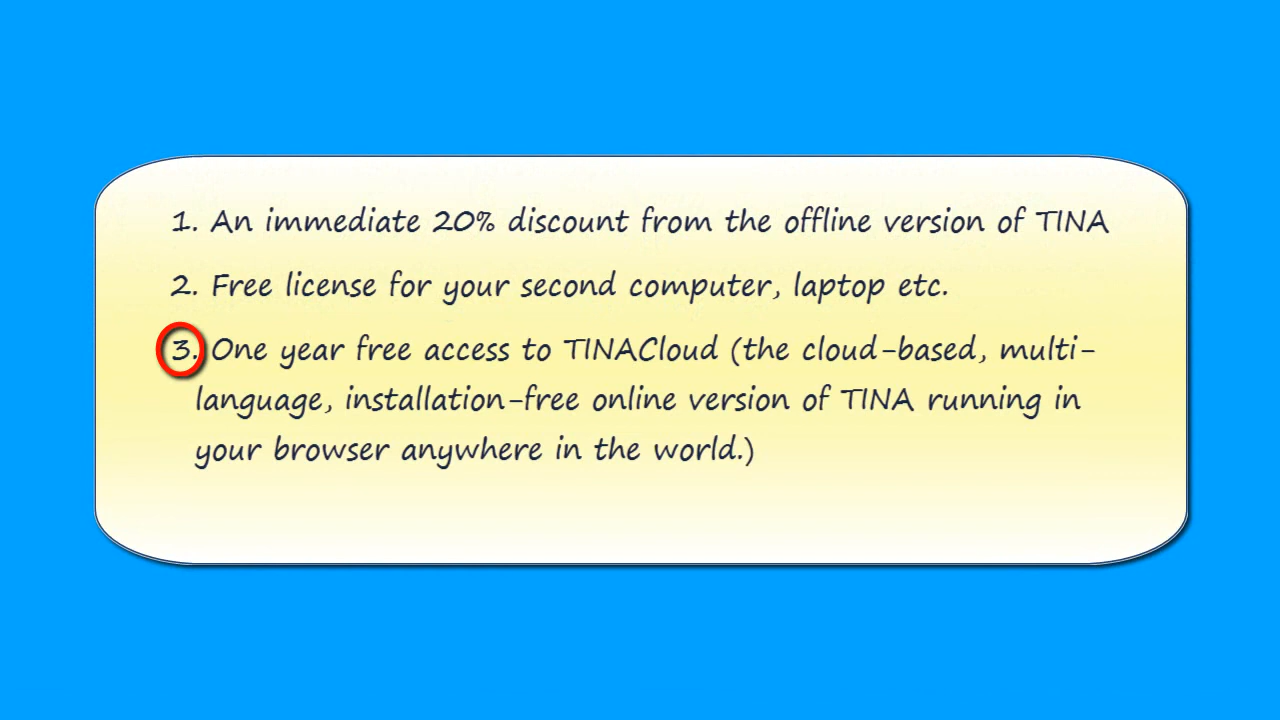 1. An immediate 20% discount from the offline version of TINA
2. Free license for your second computer, laptop etc.
3. One year free access to TINACloud (the cloud-based, multi-
language, installation-free online version of TINA running in
your browser anywhere in the world.)